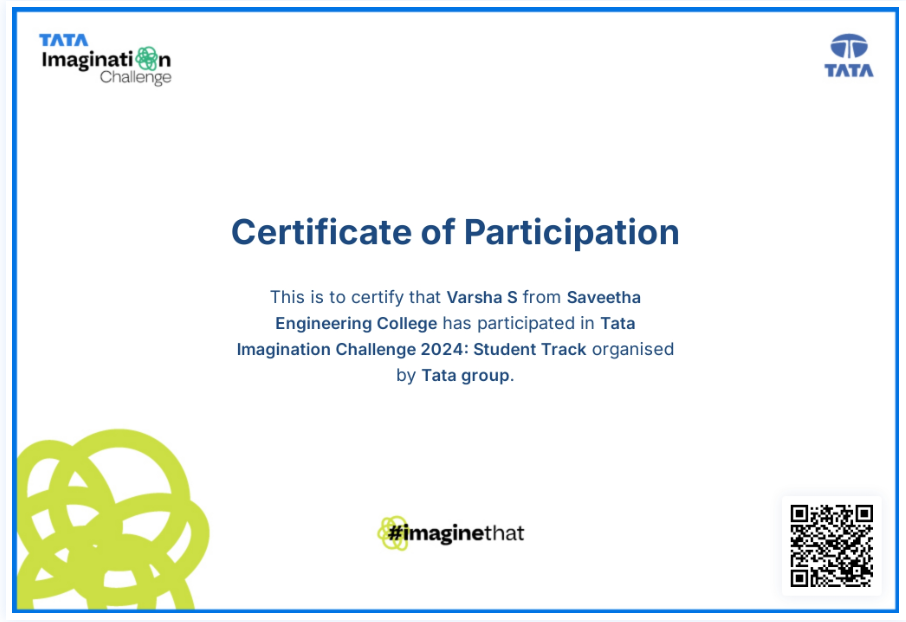 TATA
Imagination
Challenge
TATA
Certificate of Participation
This is to certify that Varsha S from Saveetha
Engineering College has participated in Tata
Imagination Challenge 2024: Student Track organised
by Tata group.
#imaginethat